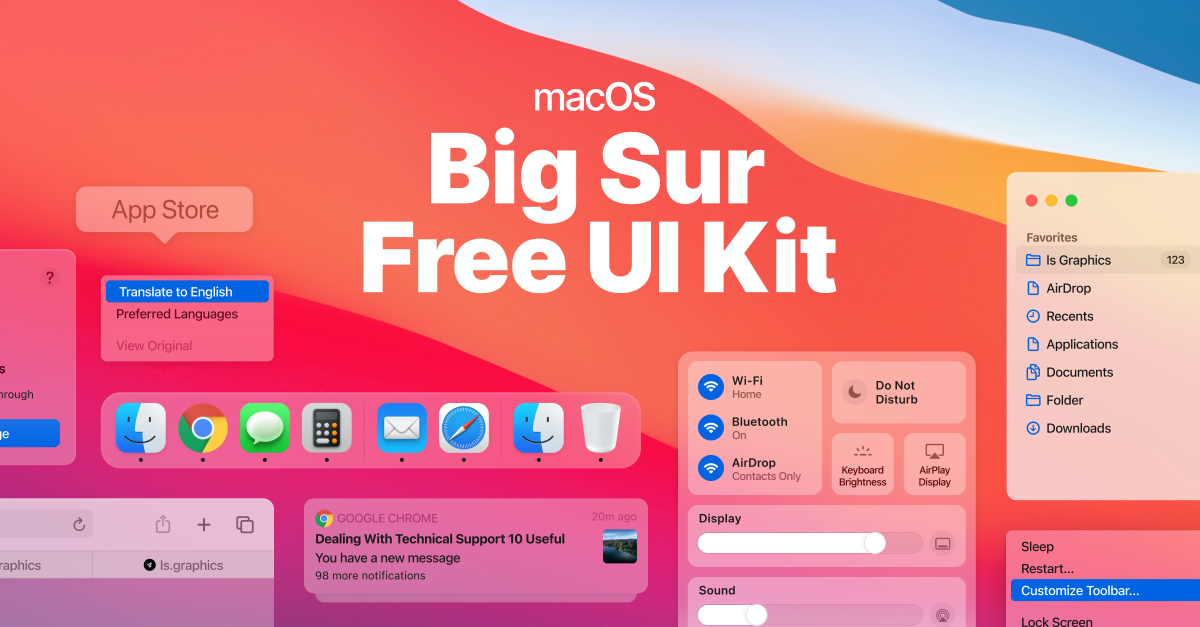 macOS
Big Sur
Free UI Kit
App Store
?
Translate to English
Preferred Languages
View Original
Favorites
ls Graphics 123
AirDrop
Recents
Applications
Documents
Folder
Downloads
Wi-Fi
Home
Bluetooth
On
AirDrop
Contacts Only
Do Not
Disturb
Keyboard
Brightness
AirPlay
Display
Display
Sound
GOOGLE CHROME 20m ago
Dealing With Technical Support 10 Useful
You have a new message
98 more notifications
ls.graphics
Sleep
Restart...
Customize Toolbar...
Lock Screen